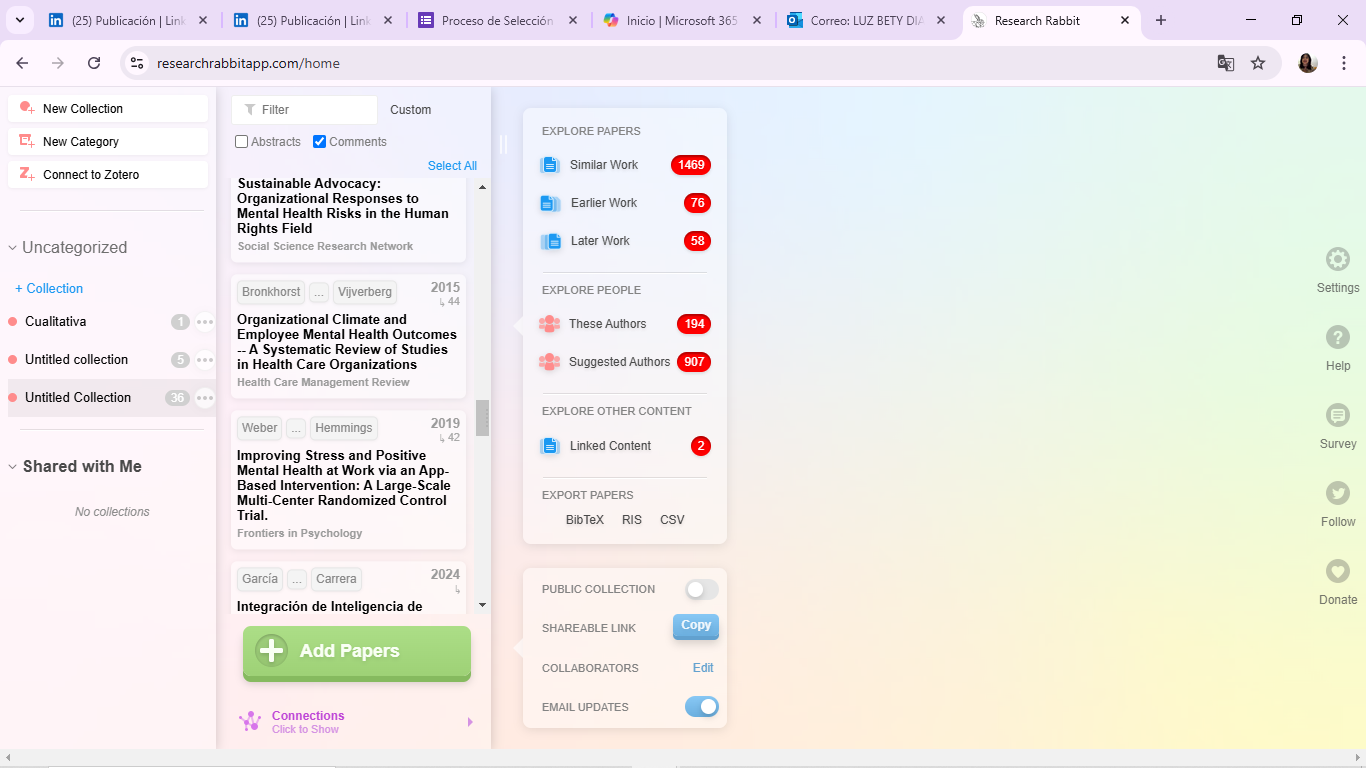 (25) Publicación | Link
(25) Publicación | Link
Proceso de Selección
Inicio | Microsoft 365
Correo: LUZ BETY DIA
Research Rabbit
researchrabbitapp.com/home
New Collection
New Category
Connect to Zotero
Uncategorized
+ Collection
Cualitativa 1
Untitled collection 5
Untitled Collection 36
Shared with Me
No collections
Filter
Custom
Abstracts
Comments
Select All
Sustainable Advocacy:
Organizational Responses to
Mental Health Risks in the Human
Rights Field
Social Science Research Network
Bronkhorst ... Vijverberg 2015
44
Organizational Climate and
Employee Mental Health Outcomes
-- A Systematic Review of Studies
in Health Care Organizations
Health Care Management Review
Weber ... Hemmings 2019
42
Improving Stress and Positive
Mental Health at Work via an App-
Based Intervention: A Large-Scale
Multi-Center Randomized Control
Trial.
Frontiers in Psychology
García ... Carrera 2024
Integración de Inteligencia de
Add Papers
Connections
Click to Show
EXPLORE PAPERS
Similar Work 1469
Earlier Work 76
Later Work 58
EXPLORE PEOPLE
These Authors 194
Suggested Authors 907
EXPLORE OTHER CONTENT
Linked Content 2
EXPORT PAPERS
BibTeX RIS CSV
PUBLIC COLLECTION
SHAREABLE LINK Copy
COLLABORATORS Edit
EMAIL UPDATES
Settings
Help
Survey
Follow
Donate